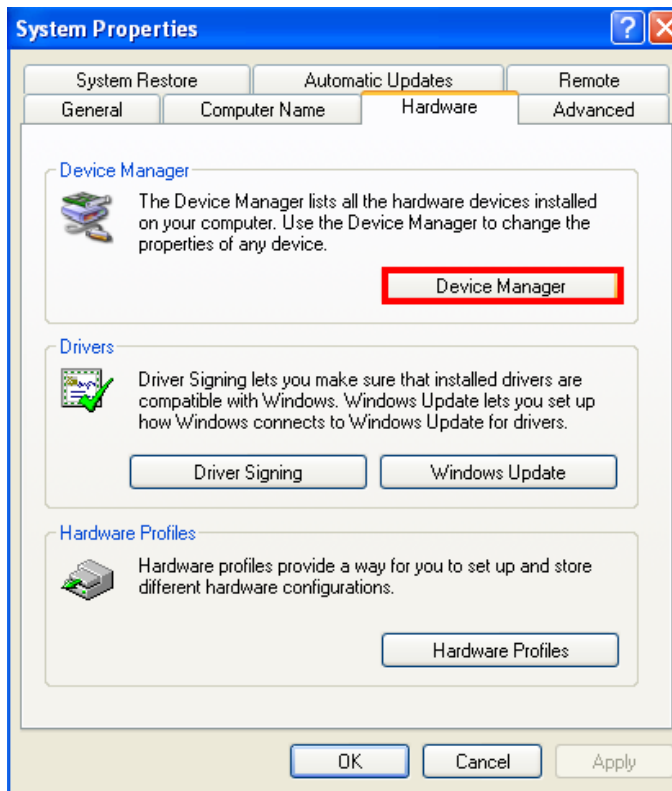 System Properties
System Restore Automatic Updates Remote
General Computer Name Hardware Advanced
Device Manager
The Device Manager lists all the hardware devices installed
on your computer. Use the Device Manager to change the
properties of any device.
Device Manager
Drivers
Driver Signing lets you make sure that installed drivers are
compatible with Windows. Windows Update lets you set up
how Windows connects to Windows Update for drivers.
Driver Signing Windows Update
Hardware Profiles
Hardware profiles provide a way for you to set up and store
different hardware configurations.
Hardware Profiles
OK Cancel Apply